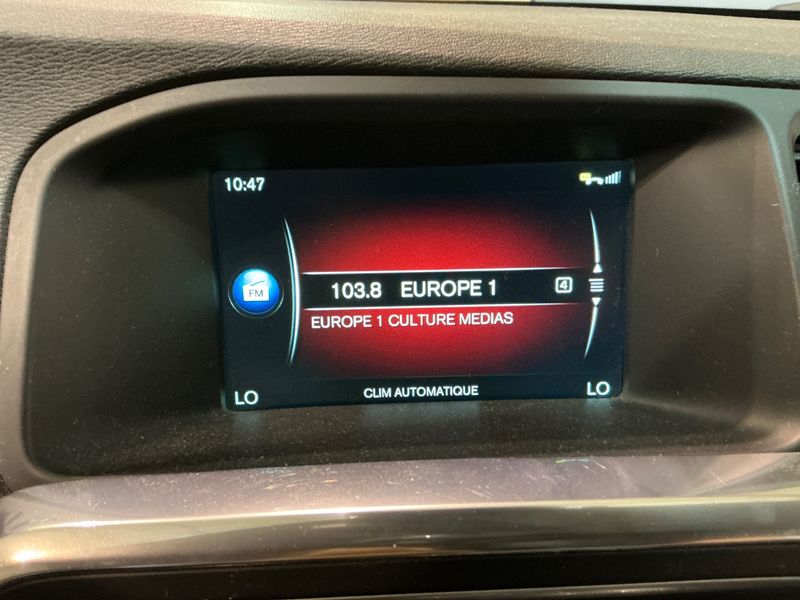 10:47
FM
103.8 EUROPE 1 4
EUROPE 1 CULTURE MEDIAS
LO CLIM AUTOMATIQUE LO